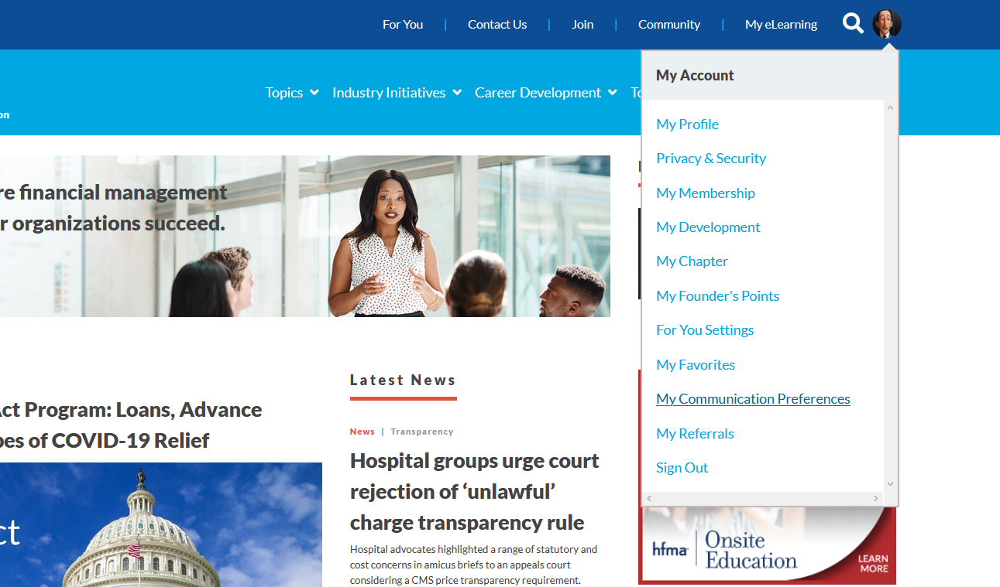 For You | Contact Us | Join | Community | My eLearning
My Account
Topics Industry Initiatives Career Development
on
My Profile
Privacy & Security
My Membership
My Development
My Chapter
My Founder's Points
For You Settings
My Favorites
My Communication Preferences
My Referrals
Sign Out
re financial management
r organizations succeed.
Act Program: Loans, Advance
pes of COVID-19 Relief
ct
Latest News
News | Transparency
Hospital groups urge court
rejection of ‘unlawful’
charge transparency rule
Hospital advocates highlighted a range of statutory and
cost concerns in amicus briefs to an appeals court
considering a CMS price transparency requirement.
hfma
Onsite
Education
LEARN
MORE